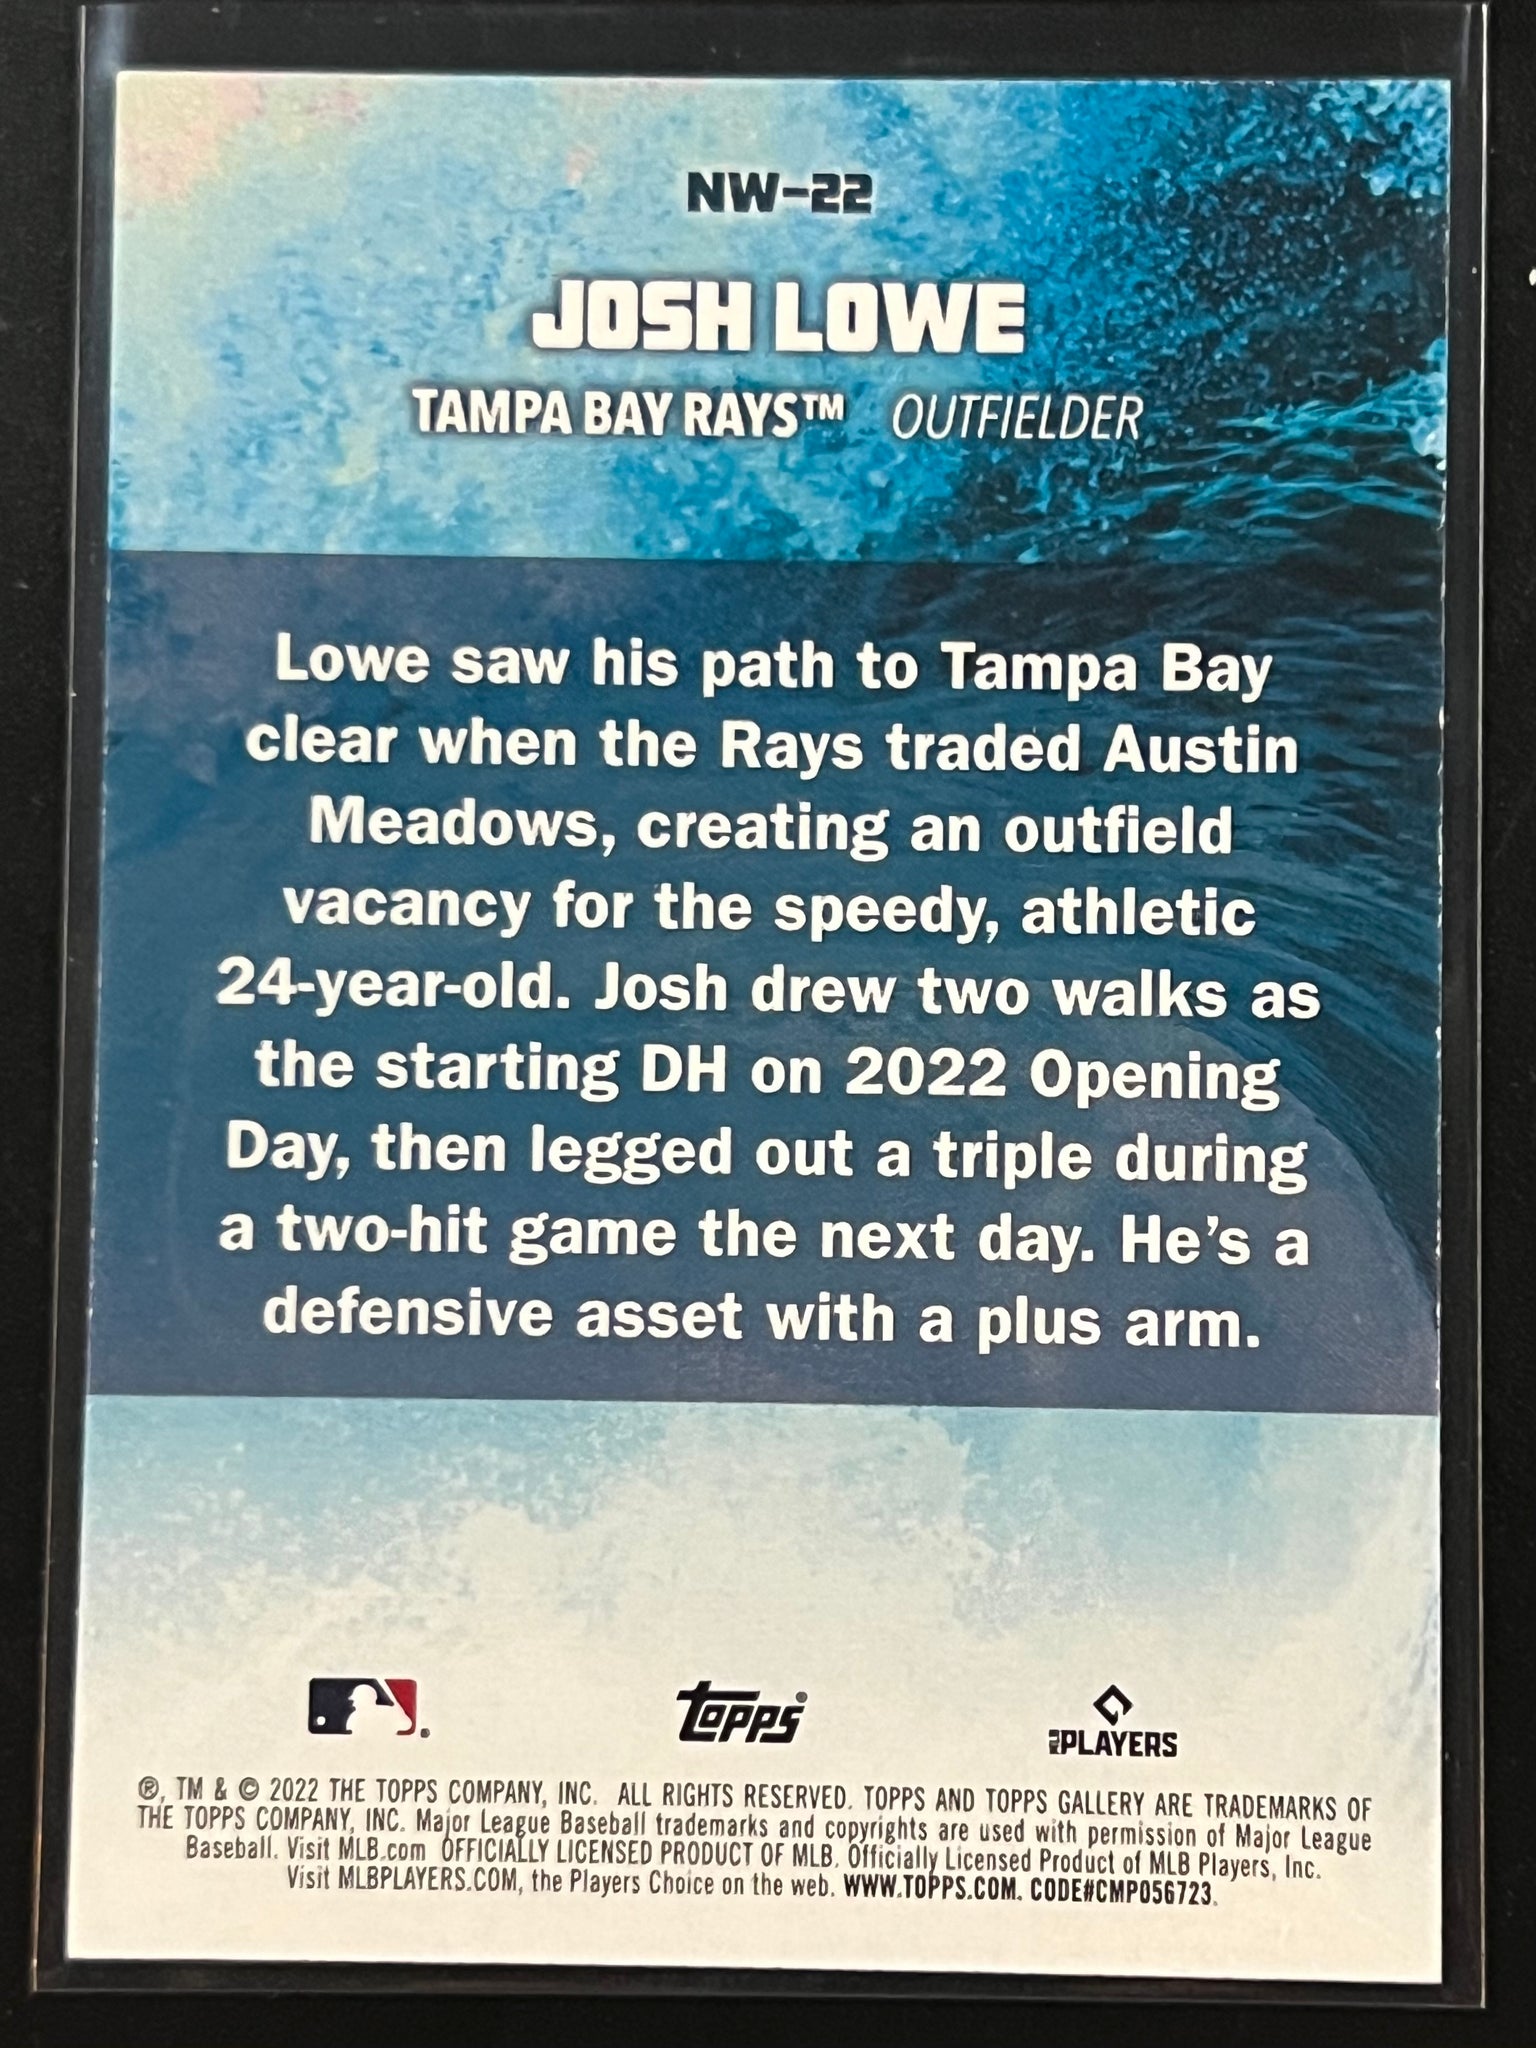 NW-22
JOSH LOWE
TAMPA BAY RAYS™ OUTFIELDER
Lowe saw his path to Tampa Bay
clear when the Rays traded Austin
Meadows, creating an outfield
vacancy for the speedy, athletic
24-year-old. Josh drew two walks as
the starting DH on 2022 Opening
Day, then legged out a triple during
a two-hit game the next day. He's a
defensive asset with a plus arm.
topps®
PLAYERS
®, TM & © 2022 THE TOPPS COMPANY, INC. ALL RIGHTS RESERVED. TOPPS AND TOPPS GALLERY ARE TRADEMARKS OF
THE TOPPS COMPANY, INC. Major League Baseball trademarks and copyrights are used with permission of Major League
Baseball. Visit MLB.com OFFICIALLY LICENSED PRODUCT OF MLB. Officially Licensed Product of MLB Players, Inc.
Visit MLBPLAYERS.COM, the Players Choice on the web. WWW.TOPPS.COM. CODE#CMP056723.